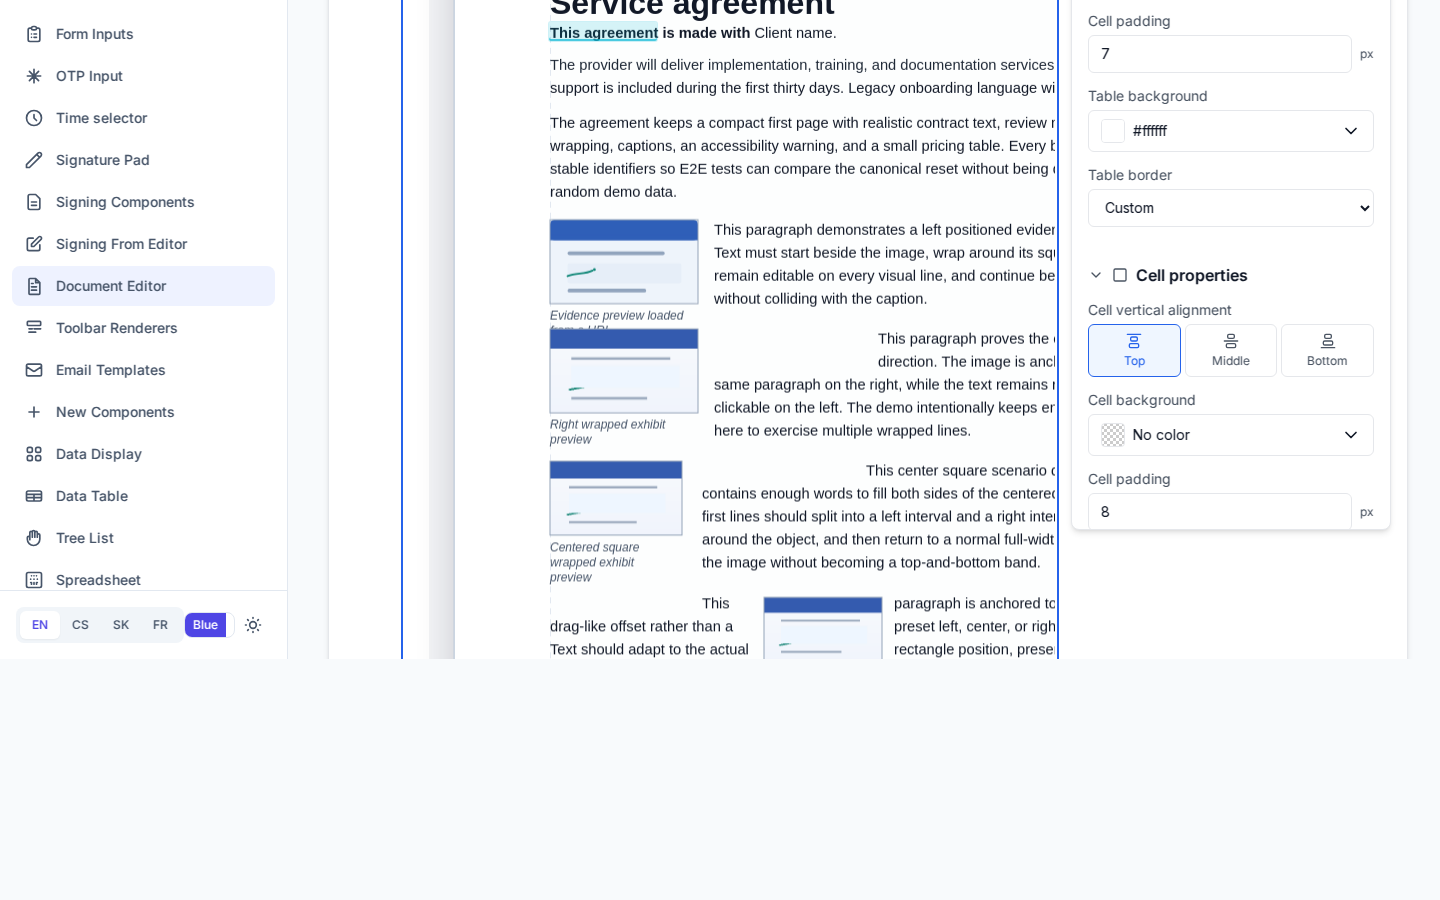 Form Inputs
OTP Input
Time selector
Signature Pad
Signing Components
Signing From Editor
Document Editor
Toolbar Renderers
Email Templates
New Components
Data Display
Data Table
Tree List
Spreadsheet
EN CS SK FR Blue
Service agreement
This agreement is made with Client name.
The provider will deliver implementation, training, and documentation services
support is included during the first thirty days. Legacy onboarding language
The agreement keeps a compact first page with realistic contract text, review
wrapping, captions, an accessibility warning, and a small pricing table. Every
stable identifiers so E2E tests can compare the canonical reset without being
random demo data.
This paragraph demonstrates a left positioned
Text must start beside the image, wrap around its
remain editable on every visual line, and continue
without colliding with the caption.
Evidence preview loaded
This paragraph proves the
direction. The image is
same paragraph on the right, while the text remains
clickable on the left. The demo intentionally keeps
here to exercise multiple wrapped lines.
Right wrapped exhibit
preview
This center square scenario
contains enough words to fill both sides of the centered
first lines should split into a left interval and a right
around the object, and then return to a normal
the image without becoming a top-and-bottom band.
Centered square
wrapped exhibit
preview
This paragraph is anchored to
drag-like offset rather than a preset left, center, or
Text should adapt to the actual rectangle position,
Cell padding
7 px
Table background
#ffffff
Table border
Custom
Cell properties
Cell vertical alignment
Top Middle Bottom
Cell background
No color
Cell padding
8 px